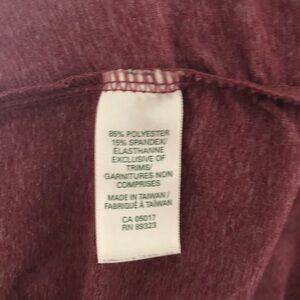 85% POLYESTER
15% SPANDEX/
ÉLASTHANNE
EXCLUSIVE OF
TRIMS/
GARNITURES NON
COMPRISES
MADE IN TAIWAN/
FABRIQUÉ À TAÏWAN
CA 05017
RN 89323